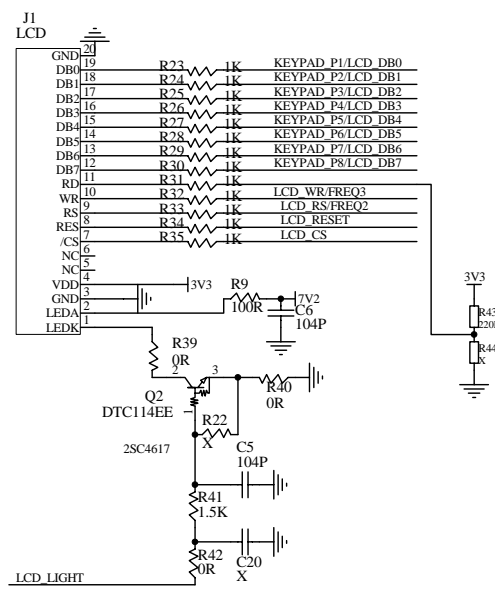 J1
LCD
GND 20
DB0 19 R23 1K KEYPAD_P1/LCD_DB0
DB1 18 R24 1K KEYPAD_P2/LCD_DB1
DB2 17 R25 1K KEYPAD_P3/LCD_DB2
DB3 16 R26 1K KEYPAD_P4/LCD_DB3
DB4 15 R27 1K KEYPAD_P5/LCD_DB4
DB5 14 R28 1K KEYPAD_P6/LCD_DB5
DB6 13 R29 1K KEYPAD_P7/LCD_DB6
DB7 12 R30 1K KEYPAD_P8/LCD_DB7
RD 11 R31 1K
WR 10 R32 1K LCD_WR/FREQ3
RS 9 R33 1K LCD_RS/FREQ2
RES 8 R34 1K LCD_RESET
/CS 7 R35 1K LCD_CS
NC 6
NC 5
VDD 4 3V3
GND 3
LEDA 2 R9 100R 7V2
LEDK 1 C6 104P
3V3
R43
220
R44
X
R39
0R
2 3
R40
0R
Q2
DTC114EE
1
R22
X
2SC4617
C5
104P
R41
1.5K
R42
0R
C20
X
LCD_LIGHT